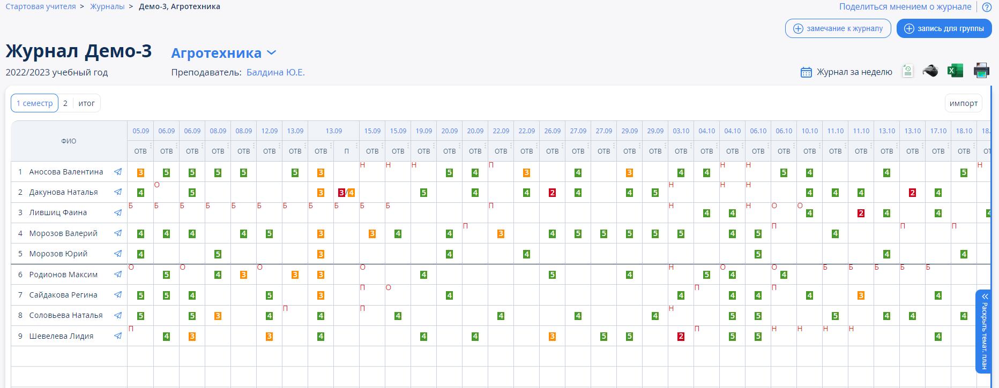 Стартовая учителя > Журналы > Демо-3, Агротехника
Поделиться мнением о журнале ?
замечание к журналу запись для группы
Журнал Демо-3 Агротехника
2022/2023 учебный год Преподаватель: Балдина Ю.Е.
Журнал за неделю
1 семестр 2 итог импорт
ФИО 05.09 06.09 06.09 08.09 08.09 12.09 13.09 13.09 15.09 15.09 19.09 20.09 20.09 22.09 22.09 26.09 27.09 27.09 29.09 29.09 03.10 04.10 04.10 06.10 06.10 10.10 11.10 11.10 13.10 13.10 17.10 18.10 18.
ОТВ ОТВ ОТВ ОТВ ОТВ ОТВ ОТВ ОТВ П ОТВ ОТВ ОТВ ОТВ ОТВ ОТВ ОТВ ОТВ ОТВ ОТВ ОТВ ОТВ ОТВ ОТВ ОТВ ОТВ ОТВ ОТВ ОТВ ОТВ ОТВ ОТВ ОТВ ОТВ ОТ
1 Аносова Валентина 3 5 5 5 5 5 3 Н Н Н 5 4 П 3 4 3 4 4 Н Н 5 4 4 5 Н
2 Дакунова Наталья 4 О 5 3 3/4 5 4 4 2 4 4 5 Н Н Н 4 4 4 2 4
3 Лившиц Фаина Б Б Б Б Б Б Б Б Б Б Б П Н 4 4 Н О О 4 2 4 4 4
4 Морозов Валерий 4 4 4 4 5 3 3 4 4 П 3 4 5 5 5 5 5 4 5 П 4 П П
5 Морозов Юрий 4 5 3 4 4 5 4 4
6 Родионов Максим О 5 О 4 3 О 3 3 О 4 5 4 Н 5 О 4 О 4 Б Б Б Б Б
7 Сайдакова Регина 5 5 4 5 3 П О 4 4 П 4 4 П 4 3 4
8 Соловьева Наталья 5 5 3 4 П 4 П 4 4 4 4 Н 5 5 5 4 4 4
9 Шевелева Лидия П 4 3 3 4 4 4 3 5 5 2 П 5 5 Н Н Н Н 4
Раскрыть темат. план